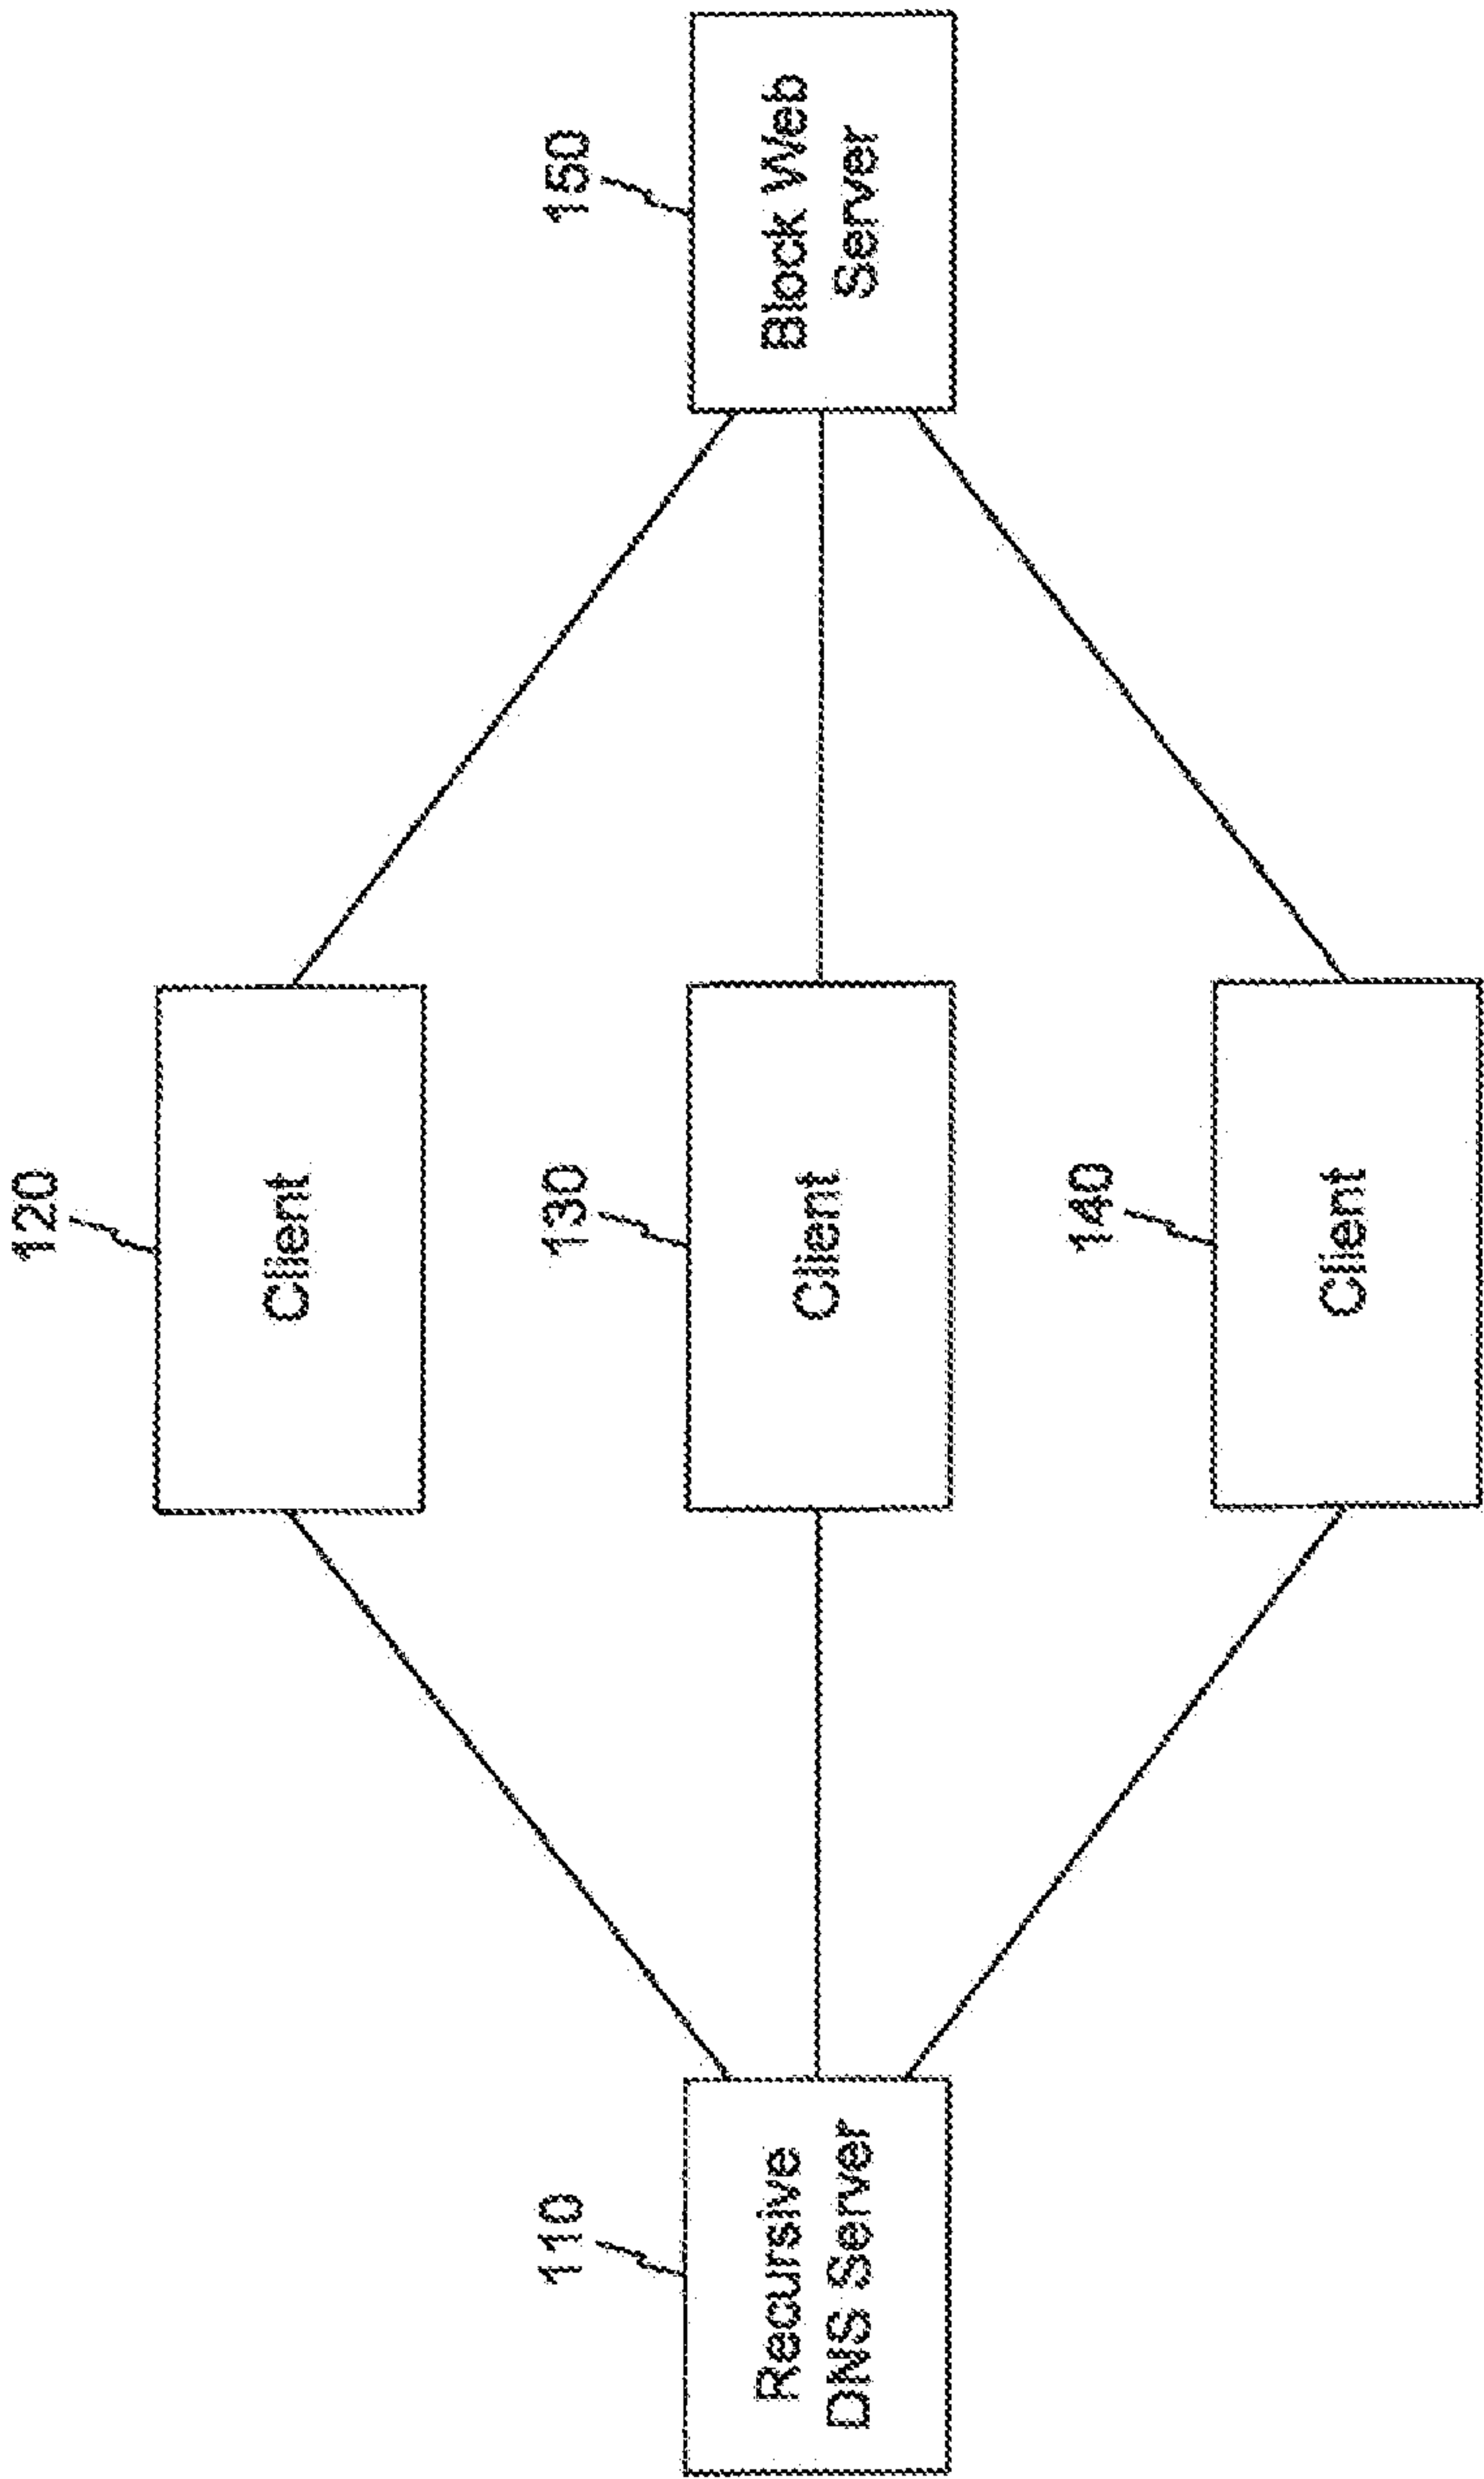 120
Client
110
Recursive
DNS Server
130
Client
150
Block Web
Server
140
Client